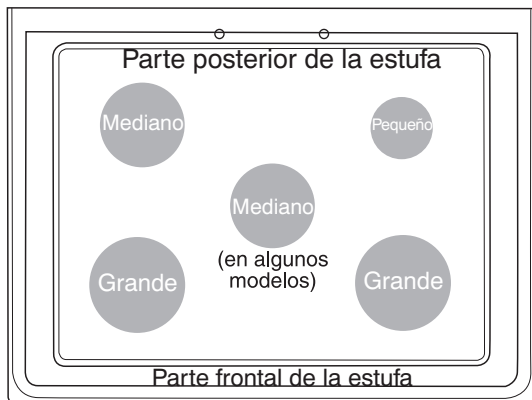 Parte posterior de la estufa
Mediano
Pequeño
Mediano
(en algunos
modelos)
Grande
Grande
Parte frontal de la estufa